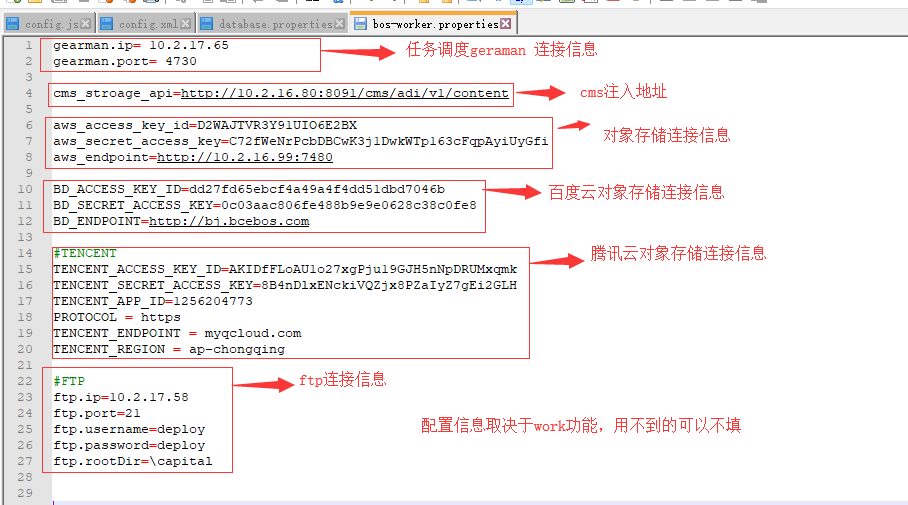 config.js
config.xml
database.properties
bos-worker.properties
1 gearman.ip= 10.2.17.65
2 gearman.port= 4730
任务调度geraman 连接信息
3
4 cms_stroage_api=http://10.2.16.80:8091/cms/adi/v1/content
cms注入地址
5
6 aws_access_key_id=D2WAJTVR3Y91UIO6E2BX
7 aws_secret_access_key=
8 aws_endpoint=http://10.2.16.99:7480
对象存储连接信息
9
10 BD_ACCESS_KEY_ID=dd27fd65ebcf4a49a4f4dd51dbd7046b
11 BD_SECRET_ACCESS_KEY=0c03aac806fe488b9e9e0628c38c0fe8
12 BD_ENDPOINT=http://bj.bcebos.com
百度云对象存储连接信息
13
14 #TENCENT
15 TENCENT_ACCESS_KEY_ID=
16 TENCENT_SECRET_ACCESS_KEY=
17 TENCENT_APP_ID=1256204773
18 PROTOCOL = https
19 TENCENT_ENDPOINT = myqcloud.com
20 TENCENT_REGION = ap-chongqing
腾讯云对象存储连接信息
21
22 #FTP
23 ftp.ip=10.2.17.58
24 ftp.port=21
25 ftp.username=deploy
26 ftp.password=deploy
27 ftp.rootDir=\capital
ftp连接信息
配置信息取决于work功能，用不到的可以不填
28
29